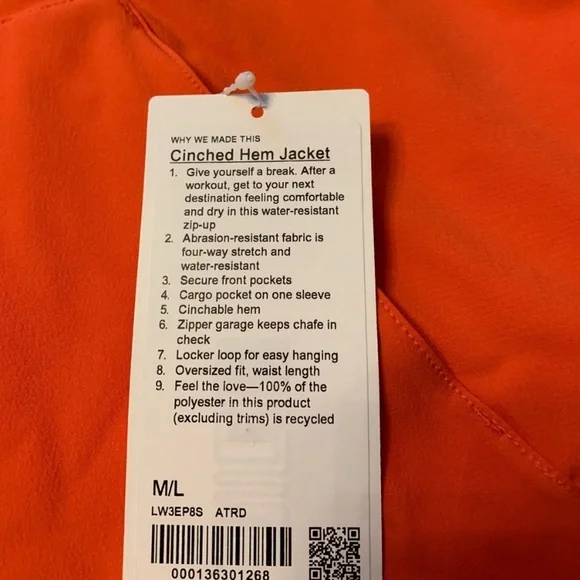 WHY WE MADE THIS
Cinched Hem Jacket
1. Give yourself a break. After a
workout, get to your next
destination feeling comfortable
and dry in this water-resistant
zip-up
2. Abrasion-resistant fabric is
four-way stretch and
water-resistant
3. Secure front pockets
4. Cargo pocket on one sleeve
5. Cinchable hem
6. Zipper garage keeps chafe in
check
7. Locker loop for easy hanging
8. Oversized fit, waist length
9. Feel the love—100% of the
polyester in this product
(excluding trims) is recycled
M/L
LW3EP8S ATRD
000136301268